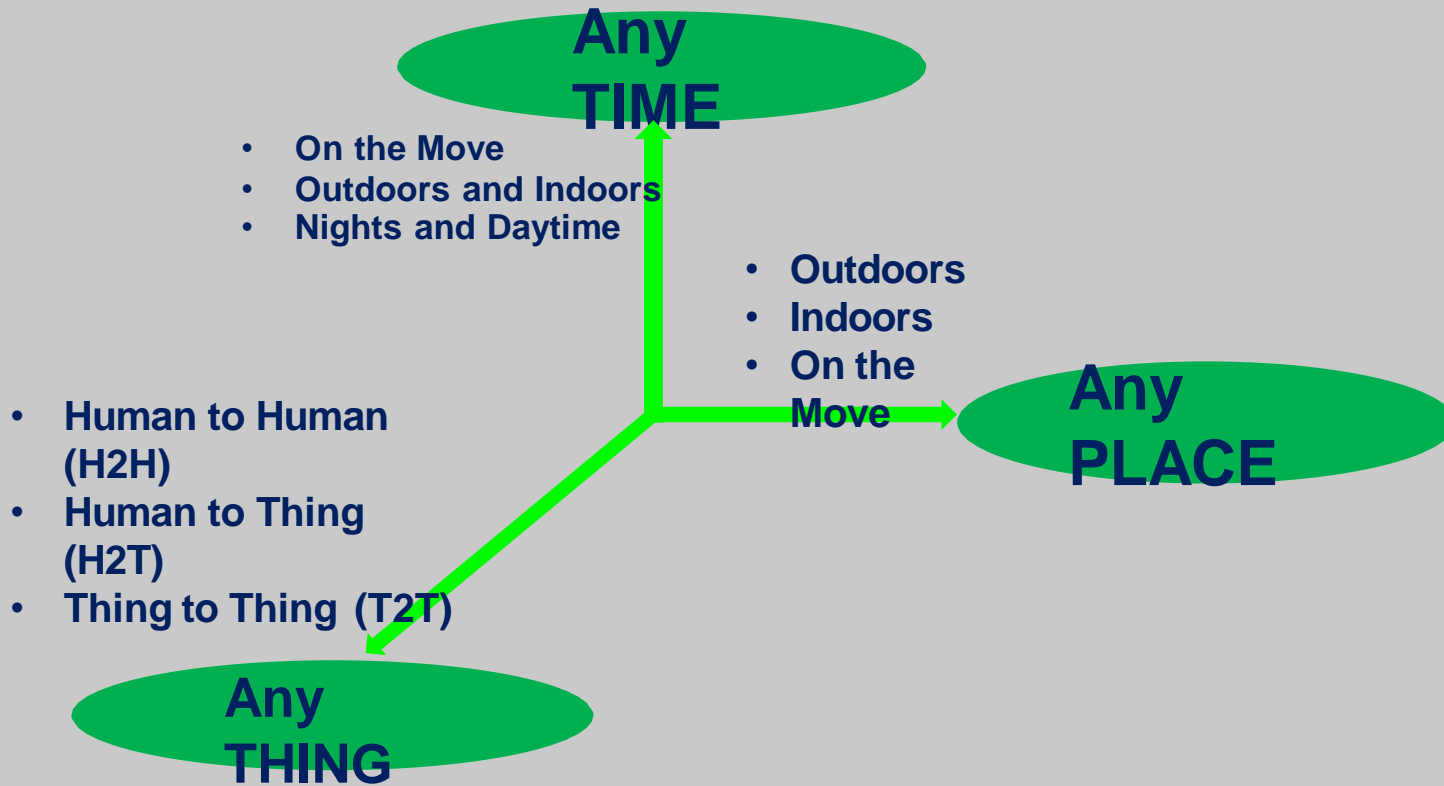 Any
TIME
• On the Move
• Outdoors and Indoors
• Nights and Daytime
• Outdoors
• Indoors
• On the
Move
Any
PLACE
• Human to Human
(H2H)
• Human to Thing
(H2T)
• Thing to Thing (T2T)
Any
THING